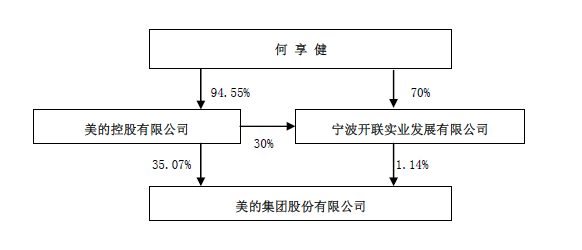 何享健
94.55%
70%
美的控股有限公司
30%
宁波开联实业发展有限公司
35.07%
1.14%
美的集团股份有限公司